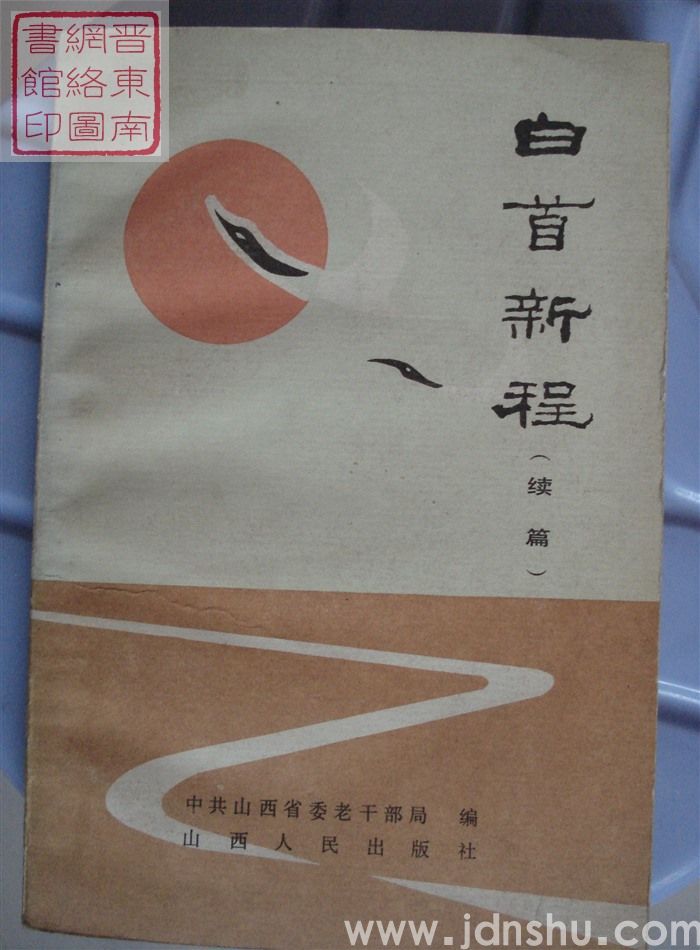 晋東南
網絡圖
書館印
白首新程
（续篇）
中共山西省委老干部局 编
山西人民出版社
www.jdnshu.com